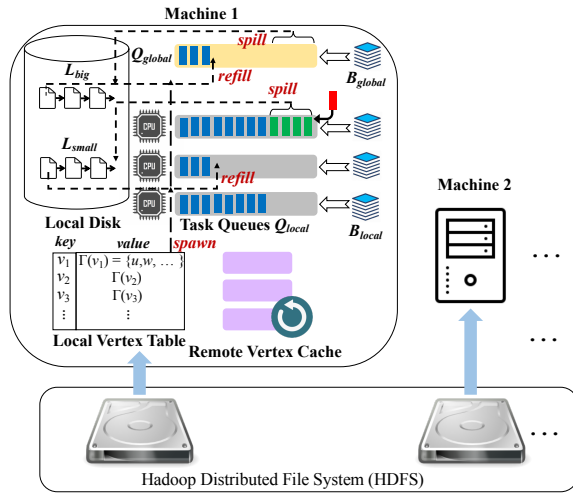 Machine 1
Q_global
spill
L_big
refill
B_global
spill
CPU
L_small
CPU
refill
CPU
Machine 2
Local Disk
Task Queues Q_local
B_local
key value
spawn
v_1 Γ(v_1) = {u,w, … }
v_2 Γ(v_2)
v_3 Γ(v_3)
⋮ ⋮
…
Local Vertex Table
Remote Vertex Cache
…
…
Hadoop Distributed File System (HDFS)